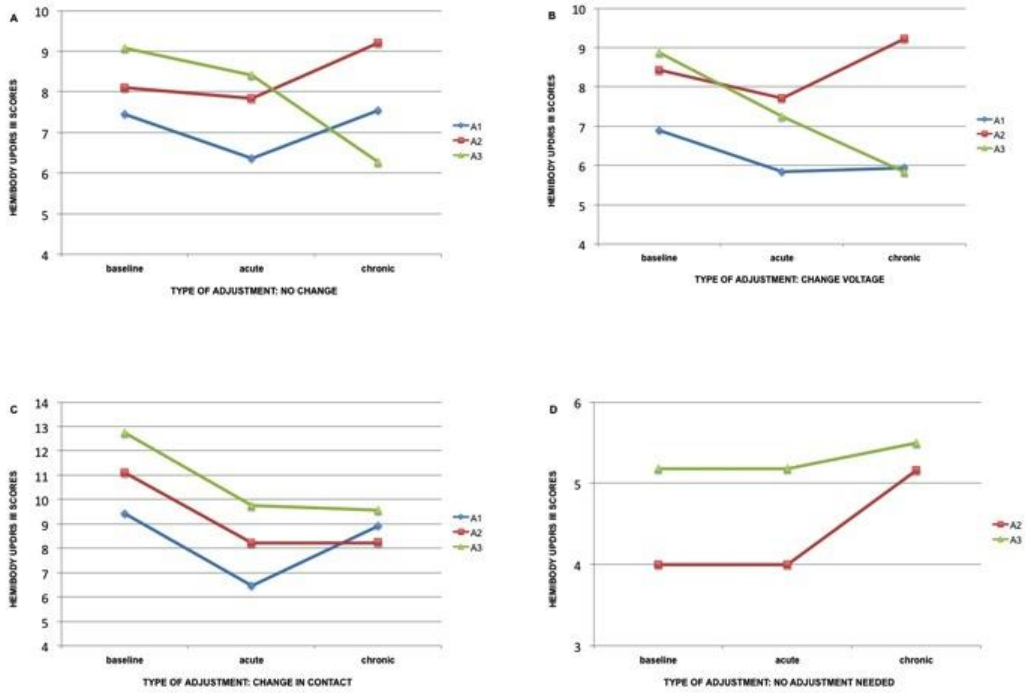 A
HEMIBODY UPDRS III SCORES
10
9
8
7
6
5
4
baseline
acute
chronic
TYPE OF ADJUSTMENT: NO CHANGE
A1
A2
A3
B
HEMIBODY UPDRS III SCORES
10
9
8
7
6
5
4
baseline
acute
chronic
TYPE OF ADJUSTMENT: CHANGE VOLTAGE
A1
A2
A3
C
HEMIBODY UPDRS III SCORES
14
13
12
11
10
9
8
7
6
5
4
baseline
acute
chronic
TYPE OF ADJUSTMENT: CHANGE IN CONTACT
A1
A2
A3
D
HEMIBODY UPDRS III SCORES
6
5
4
3
baseline
acute
chronic
TYPE OF ADJUSTMENT: NO ADJUSTMENT NEEDED
A2
A3